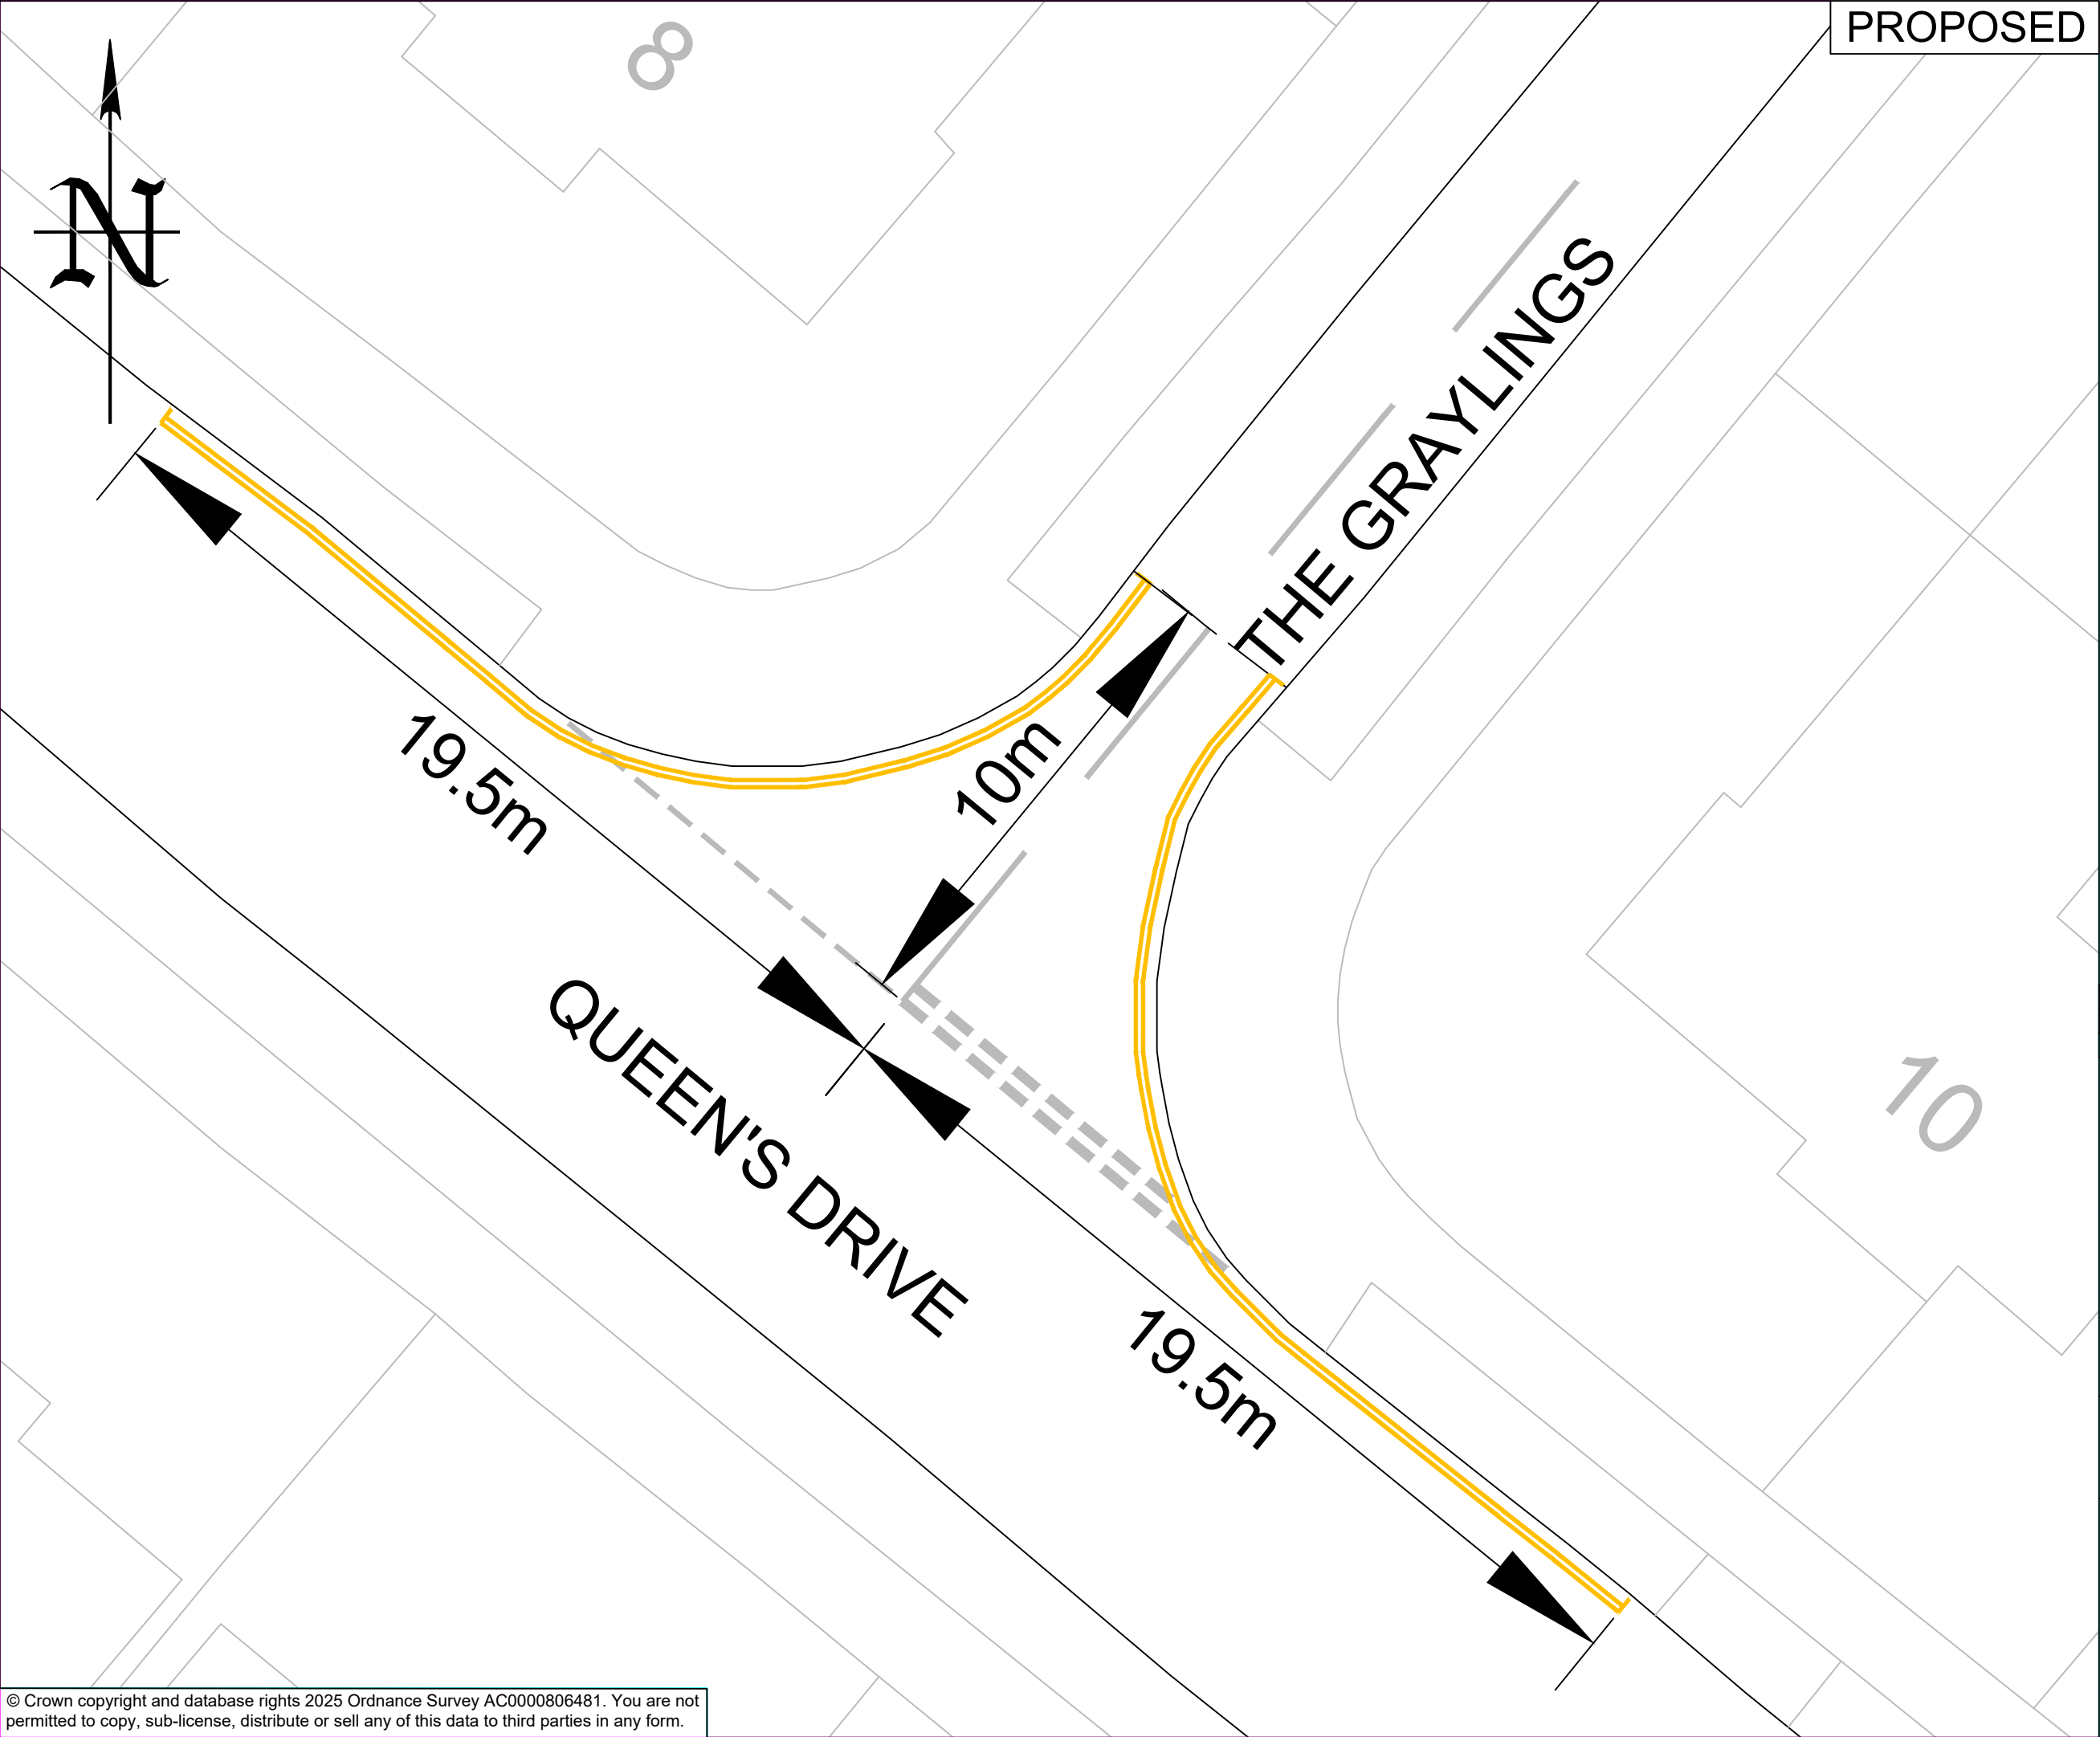 PROPOSED
8
N
THE GRAYLINGS
19.5m
10m
QUEEN'S DRIVE
10
19.5m
© Crown copyright and database rights 2025 Ordnance Survey AC0000806481. You are not
permitted to copy, sub-license, distribute or sell any of this data to third parties in any form.